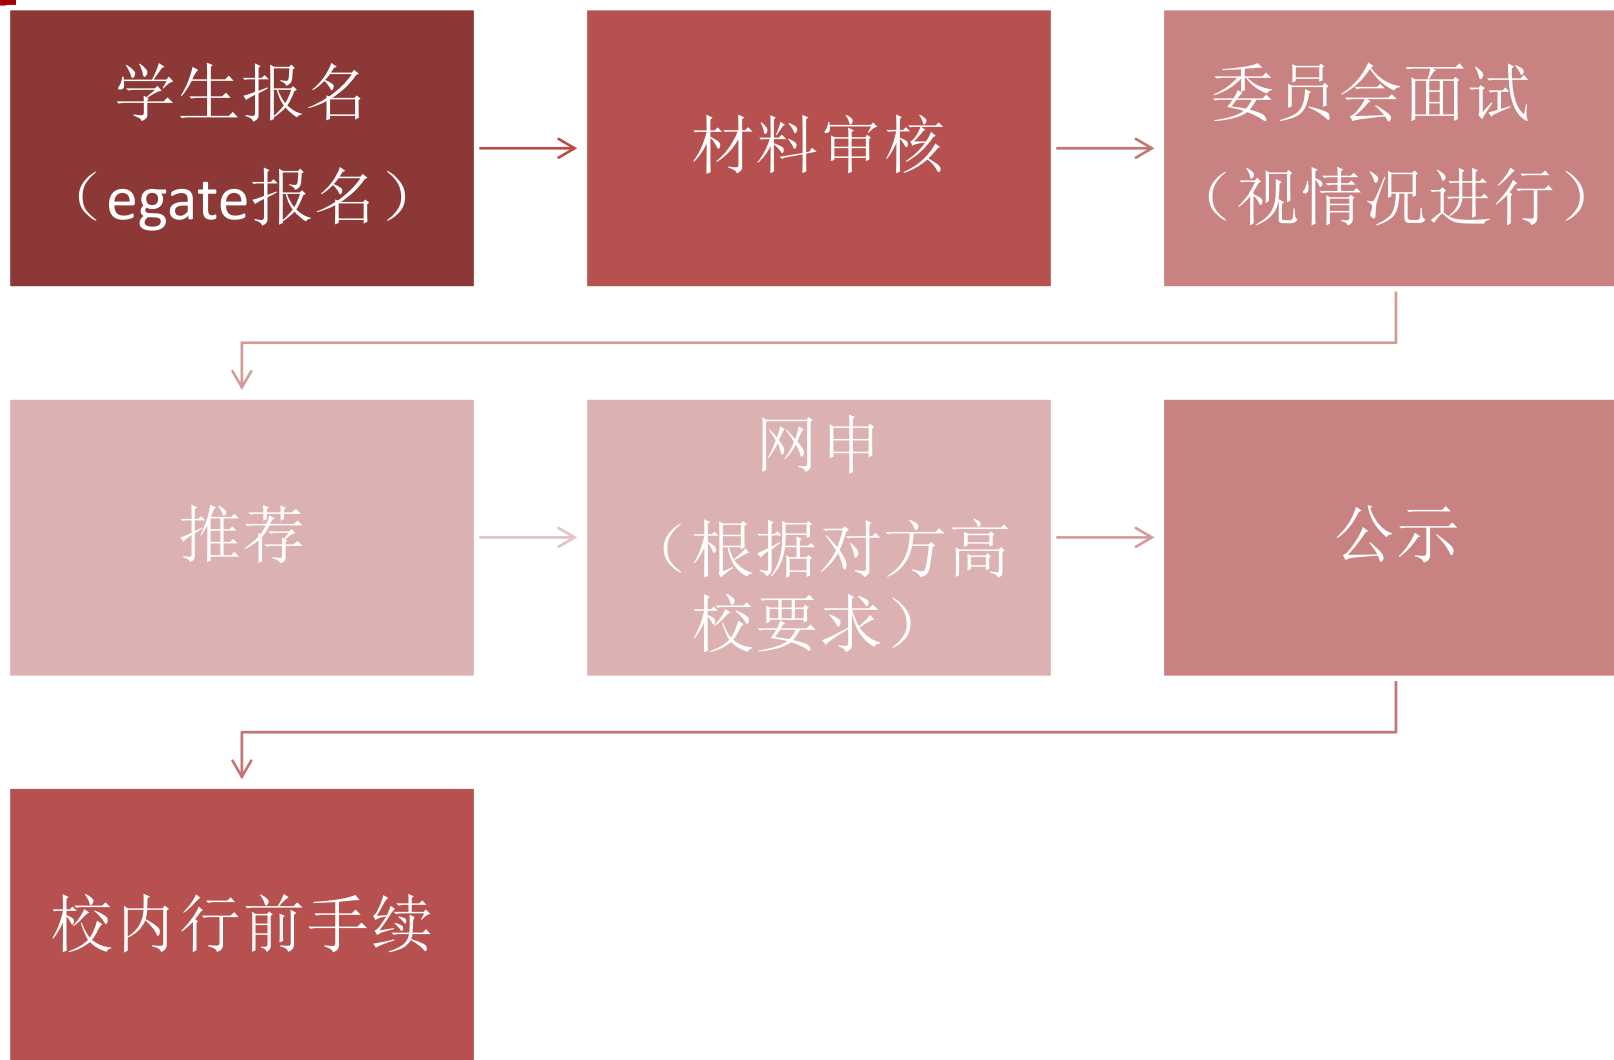 学生报名
（egate报名）
材料审核
委员会面试
（视情况进行）
推荐
网申
（根据对方高
校要求）
公示
校内行前手续